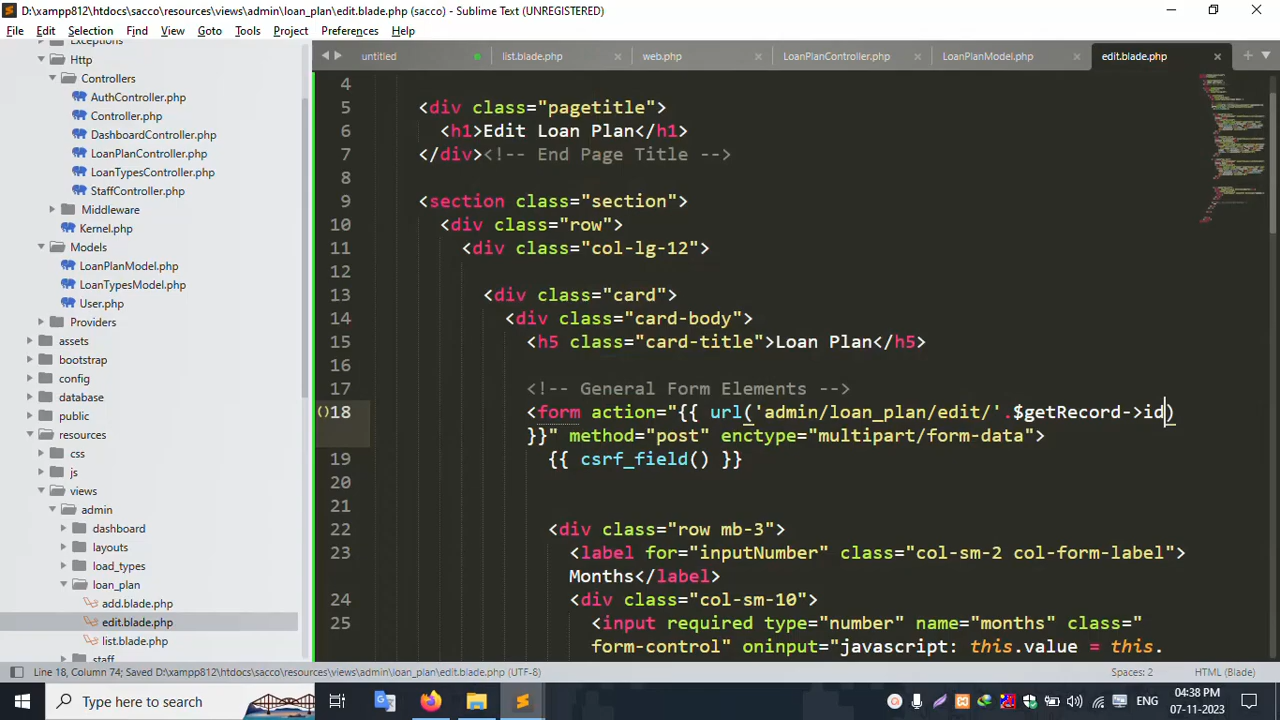 D:\xampp812\htdocs\sacco\resources\views\admin\loan_plan\edit.blade.php (sacco) - Sublime Text (UNREGISTERED)
File Edit Selection Find View Goto Tools Project Preferences Help
Exceptions
Http
Controllers
AuthController.php
Controller.php
DashboardController.php
LoanPlanController.php
LoanTypesController.php
StaffController.php
Middleware
Kernel.php
Models
LoanPlanModel.php
LoanTypesModel.php
User.php
Providers
assets
bootstrap
config
database
public
resources
css
js
views
admin
dashboard
layouts
load_types
loan_plan
add.blade.php
edit.blade.php
list.blade.php
staff
untitled list.blade.php web.php LoanPlanController.php LoanPlanModel.php edit.blade.php
4
5 <div class="pagetitle">
6 <h1>Edit Loan Plan</h1>
7 </div><!-- End Page Title -->
8
9 <section class="section">
10 <div class="row">
11 <div class="col-lg-12">
12
13 <div class="card">
14 <div class="card-body">
15 <h5 class="card-title">Loan Plan</h5>
16
17 <!-- General Form Elements -->
18 <form action="{{ url('admin/loan_plan/edit/'.$getRecord->id)
}}" method="post" enctype="multipart/form-data">
19 {{ csrf_field() }}
20
21
22 <div class="row mb-3">
23 <label for="inputNumber" class="col-sm-2 col-form-label">
Months</label>
24 <div class="col-sm-10">
25 <input required type="number" name="months" class="
form-control" oninput="javascript: this.value = this.
Line 18, Column 74; Saved D:\xampp812\htdocs\sacco\resources\views\admin\loan_plan\edit.blade.php (UTF-8) Spaces: 2 HTML (Blade)
Type here to search
ENG
04:38 PM
07-11-2023